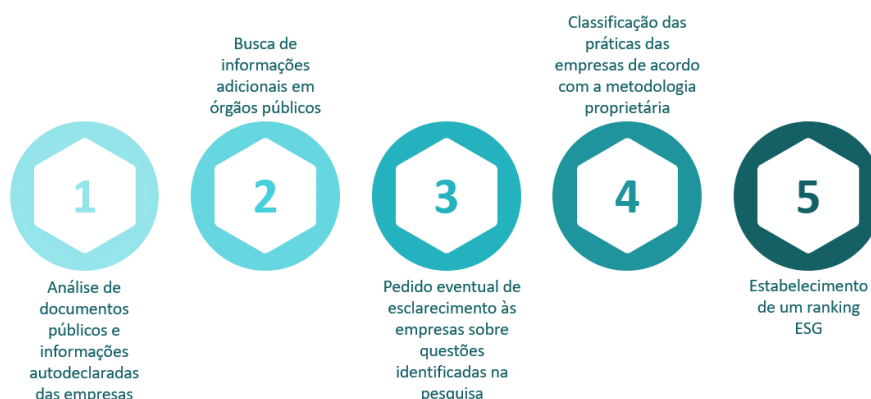 1
Análise de
documentos
públicos e
informações
autodeclaradas
das empresas
Busca de
informações
adicionais em
órgãos públicos
2
3
Pedido eventual de
esclarecimento às
empresas sobre
questões
identificadas na
pesquisa
Classificação das
práticas das
empresas de acordo
com a metodologia
proprietária
4
5
Estabelecimento
de um ranking
ESG